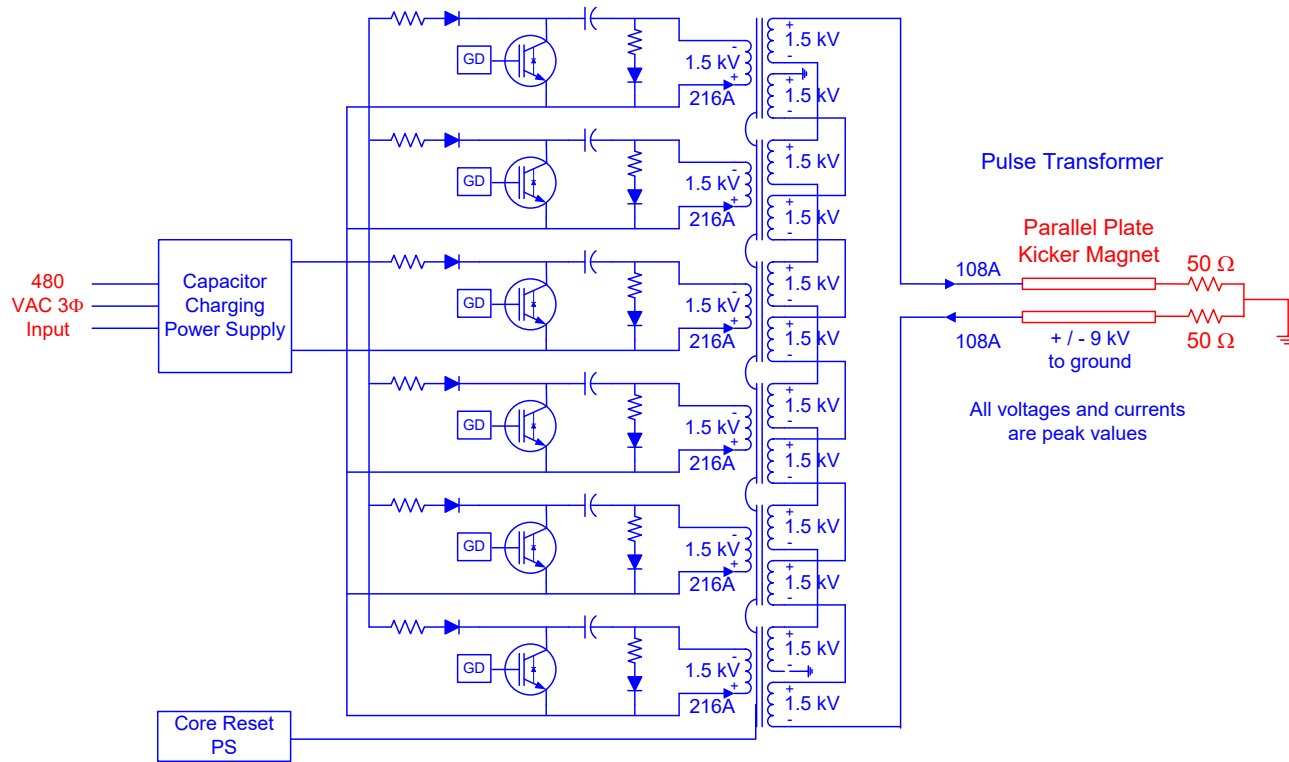 +
1.5 kV
-
-
1.5 kV
+
216A
GD
+
1.5 kV
-
+
1.5 kV
-
-
1.5 kV
+
216A
GD
+
1.5 kV
-
Pulse Transformer
+
1.5 kV
-
-
1.5 kV
+
216A
GD
+
1.5 kV
-
480
VAC 3Φ
Input
Capacitor
Charging
Power Supply
Parallel Plate
Kicker Magnet
108A
50 Ω
108A
+ / - 9 kV
to ground
50 Ω
All voltages and currents
are peak values
+
1.5 kV
-
-
1.5 kV
+
216A
GD
+
1.5 kV
-
+
1.5 kV
-
-
1.5 kV
+
216A
GD
+
1.5 kV
-
+
1.5 kV
-
-
1.5 kV
+
216A
GD
+
1.5 kV
-
Core Reset
PS